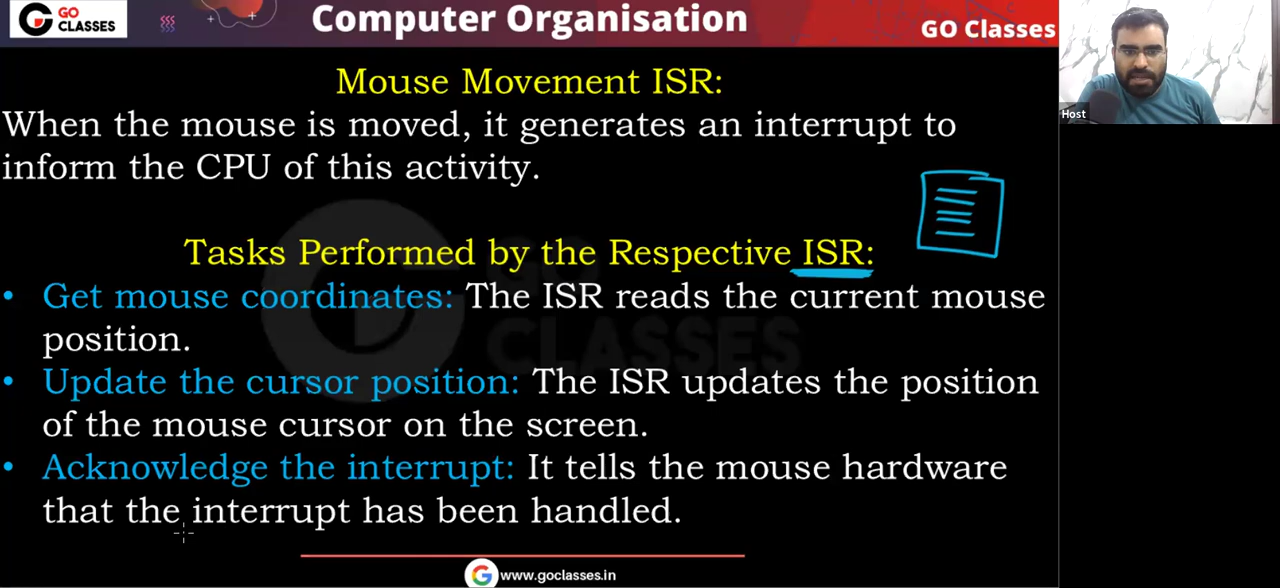 GO
CLASSES
Computer Organisation
GO Classes
Host
Mouse Movement ISR:
When the mouse is moved, it generates an interrupt to
inform the CPU of this activity.
Tasks Performed by the Respective ISR:
• Get mouse coordinates: The ISR reads the current mouse
position.
• Update the cursor position: The ISR updates the position
of the mouse cursor on the screen.
• Acknowledge the interrupt: It tells the mouse hardware
that the interrupt has been handled.
GO
CLASSES
www.goclasses.in